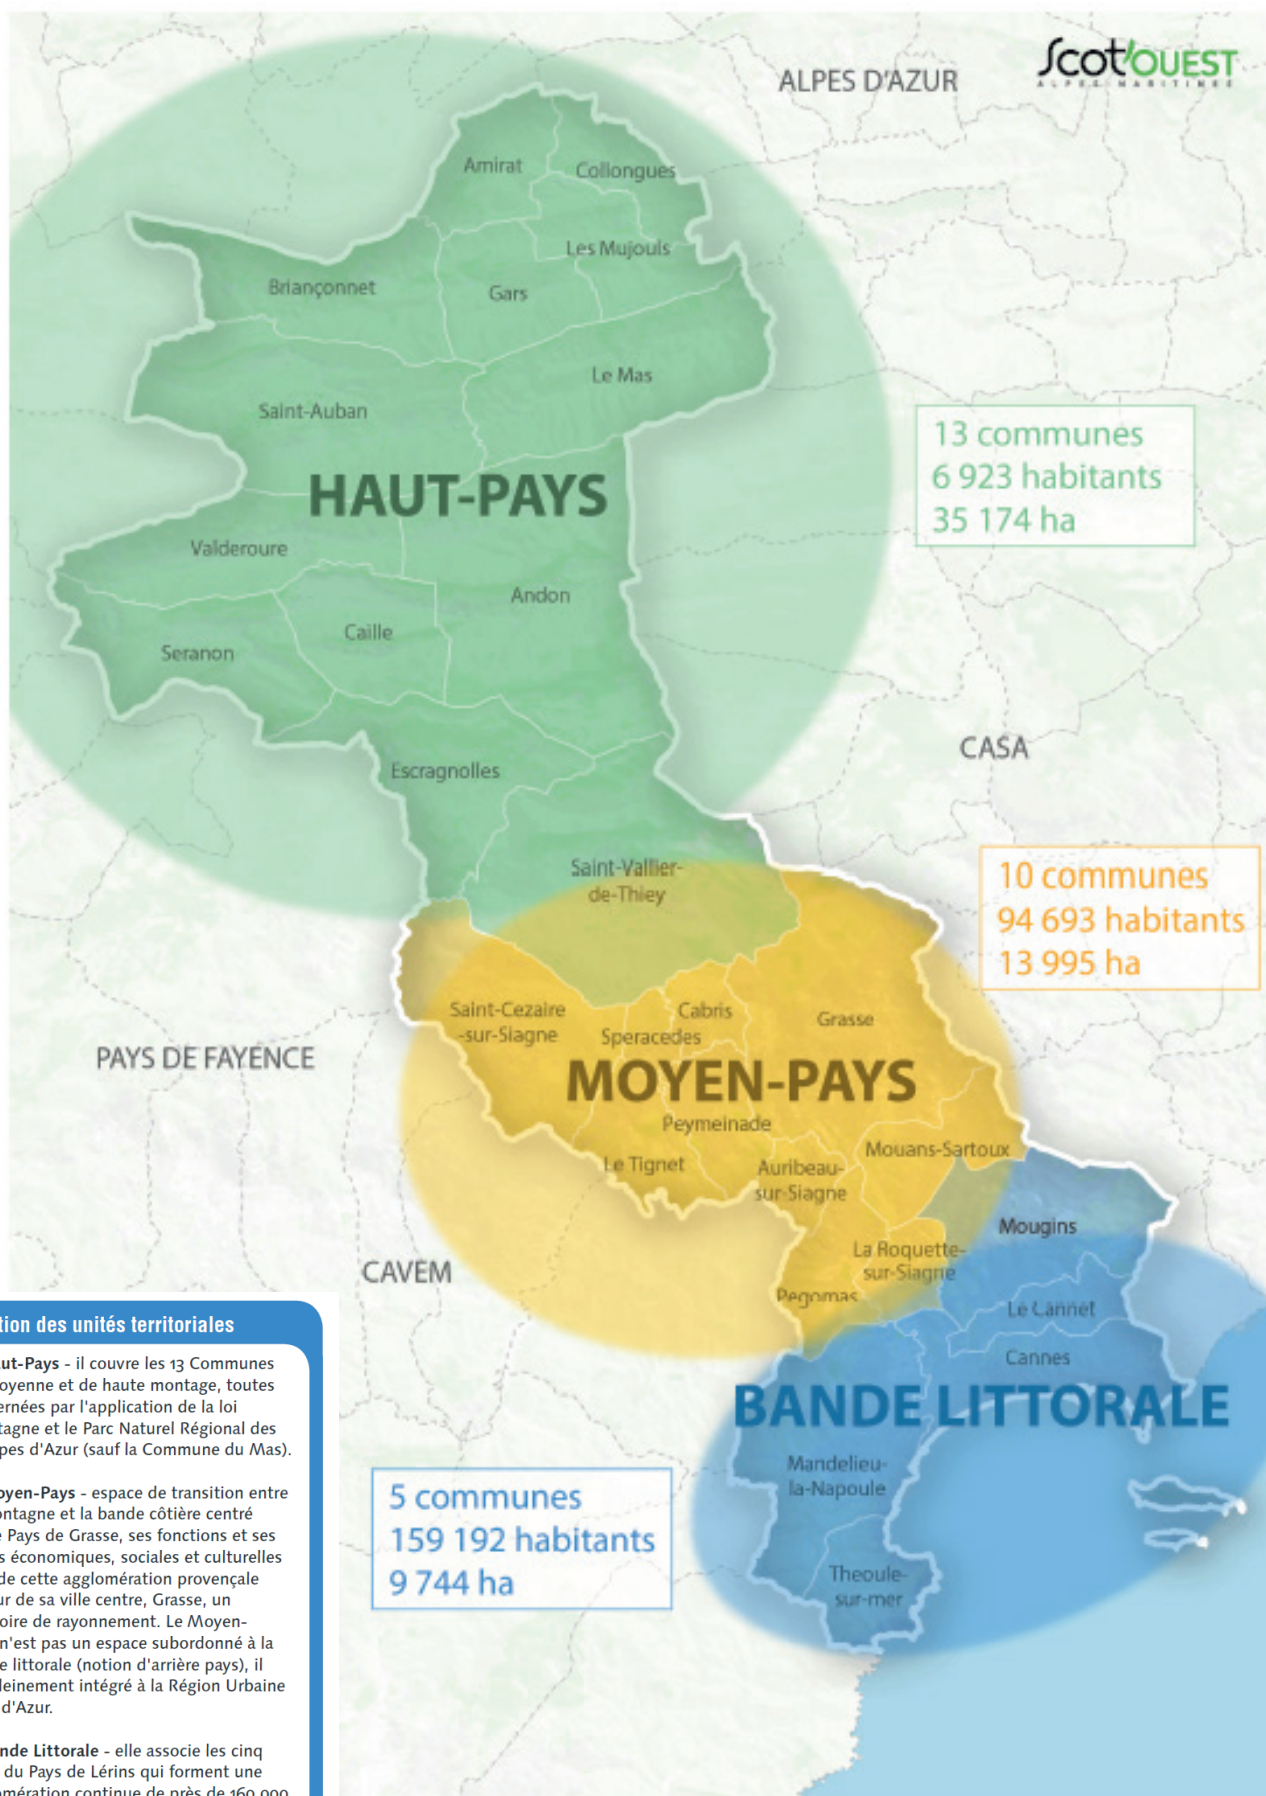 Scot'OUEST
ALPES MARITIMES
ALPES D'AZUR
Amirat
Collongues
Les Mujouls
Briançonnet
Gars
Le Mas
Saint-Auban
13 communes
6 923 habitants
35 174 ha
HAUT-PAYS
Valderoure
Andon
Caille
Seranon
CASA
Escragnolles
Saint-Vallier-
de-Thiey
10 communes
94 693 habitants
13 995 ha
Saint-Cezaire
-sur-Siagne
Cabris
Speracedes
Grasse
PAYS DE FAYENCE
MOYEN-PAYS
Peymeinade
Mouans-Sartoux
Le Tignet
Auribeau-
sur-Siagne
Mougins
La Roquette-
sur-Siagne
CAVEM
Pegomas
Le Cannet
Cannes
BANDE LITTORALE
Mandelieu-
la-Napoule
5 communes
159 192 habitants
9 744 ha
Theoule-
sur-mer
tion des unités territoriales
ut-Pays - il couvre les 13 Communes
oyenne et de haute montage, toutes
ernées par l'application de la loi
tagne et le Parc Naturel Régional des
pes d'Azur (sauf la Commune du Mas).
oyen-Pays - espace de transition entre
ontagne et la bande côtière centré
e Pays de Grasse, ses fonctions et ses
s économiques, sociales et culturelles
de cette agglomération provençale
ur de sa ville centre, Grasse, un
oire de rayonnement. Le Moyen-
n'est pas un espace subordonné à la
e littorale (notion d'arrière pays), il
leinement intégré à la Région Urbaine
d'Azur.
nde Littorale - elle associe les cinq
du Pays de Lérins qui forment une
omération continue de près de 160 000